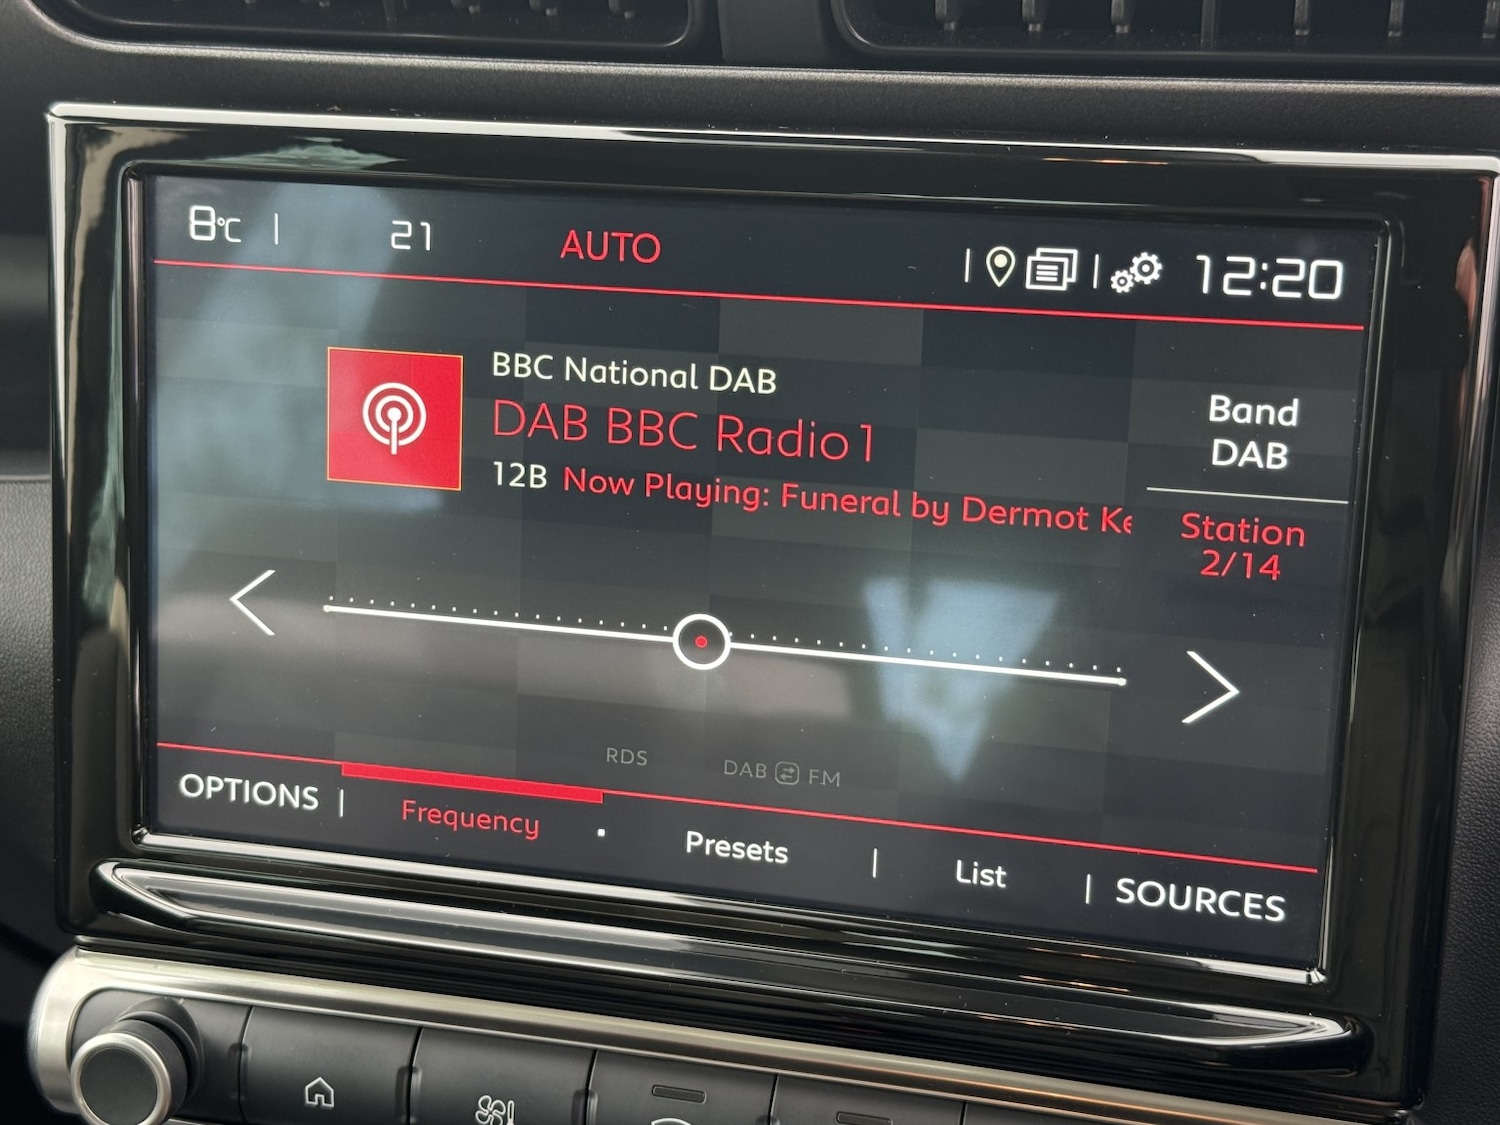 8°C | 21 AUTO 12:20
BBC National DAB
DAB BBC Radio 1
12B Now Playing: Funeral by Dermot Ke
Band
DAB
Station
2/14
RDS DAB FM
OPTIONS | Frequency Presets | List | SOURCES